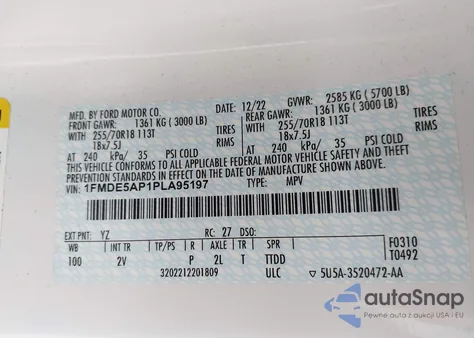 MFD. BY FORD MOTOR CO.
DATE: 12/22 GVWR: 2585 KG (5700 LB)
FRONT GAWR: 1361 KG (3000 LB) REAR GAWR: 1361 KG (3000 LB)
WITH 255/70R18 113T TIRES WITH 255/70R18 113T TIRES
18x7.5J RIMS 18x7.5J RIMS
AT 240 kPa/ 35 PSI COLD AT 240 kPa/ 35 PSI COLD
THIS VEHICLE CONFORMS TO ALL APPLICABLE FEDERAL MOTOR VEHICLE SAFETY AND THEFT
PREVENTION STANDARDS IN EFFECT ON THE DATE OF MANUFACTURE SHOWN ABOVE.
VIN: 1FMDE5AP1PLA95197 TYPE: MPV
EXT PNT: YZ RC: 27 DSO: F0310
WB INT TR TP/PS R AXLE TR S T0492
100 2V P 2L T TTDD
3202212201809 ULC 5U5A-3520472-AA
autoSnap
Pewne auto z USA i EU